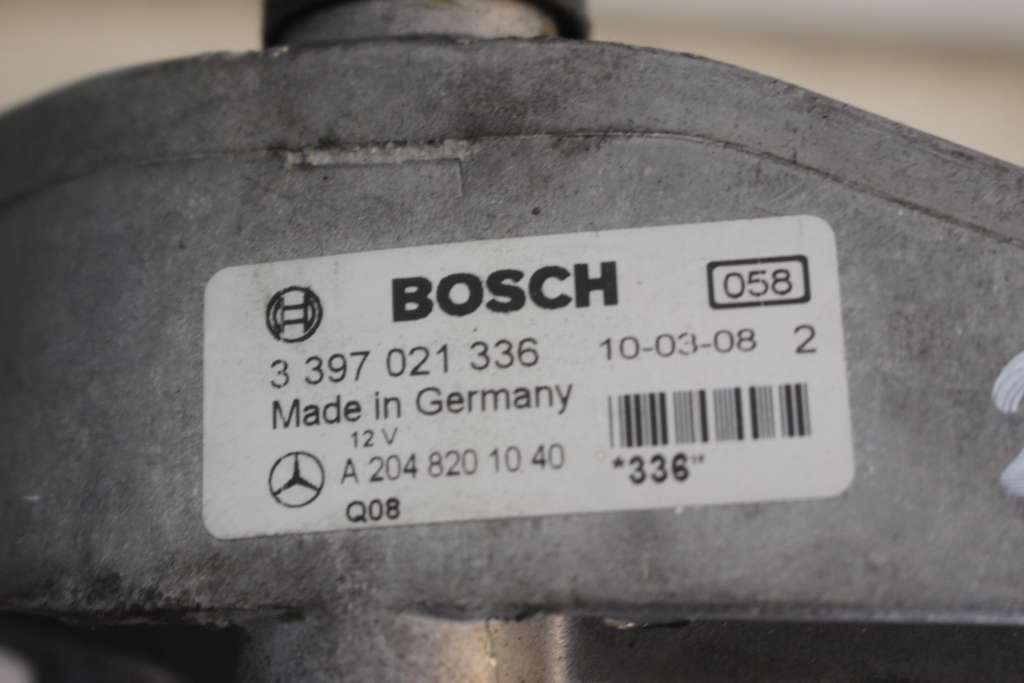 BOSCH 058
3 397 021 336 10-03-08 2
Made in Germany
12 V
A 204 820 10 40 *336*
Q08